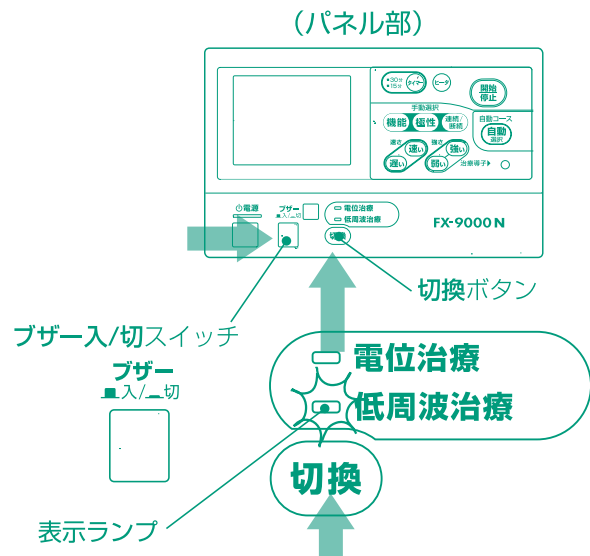 (パネル部)
•30分
•15分
タイマー
ヒータ
開始
停止
手動選択
機能
極性
連続/
断続
自動コース
自動
選択
速さ
強さ
速い
強い
遅い
弱い
治療導子
電源
ブザー
入/切
電位治療
低周波治療
切換
FX-9000N
切換ボタン
ブザー入/切スイッチ
ブザー
入/切
電位治療
低周波治療
切換
表示ランプ